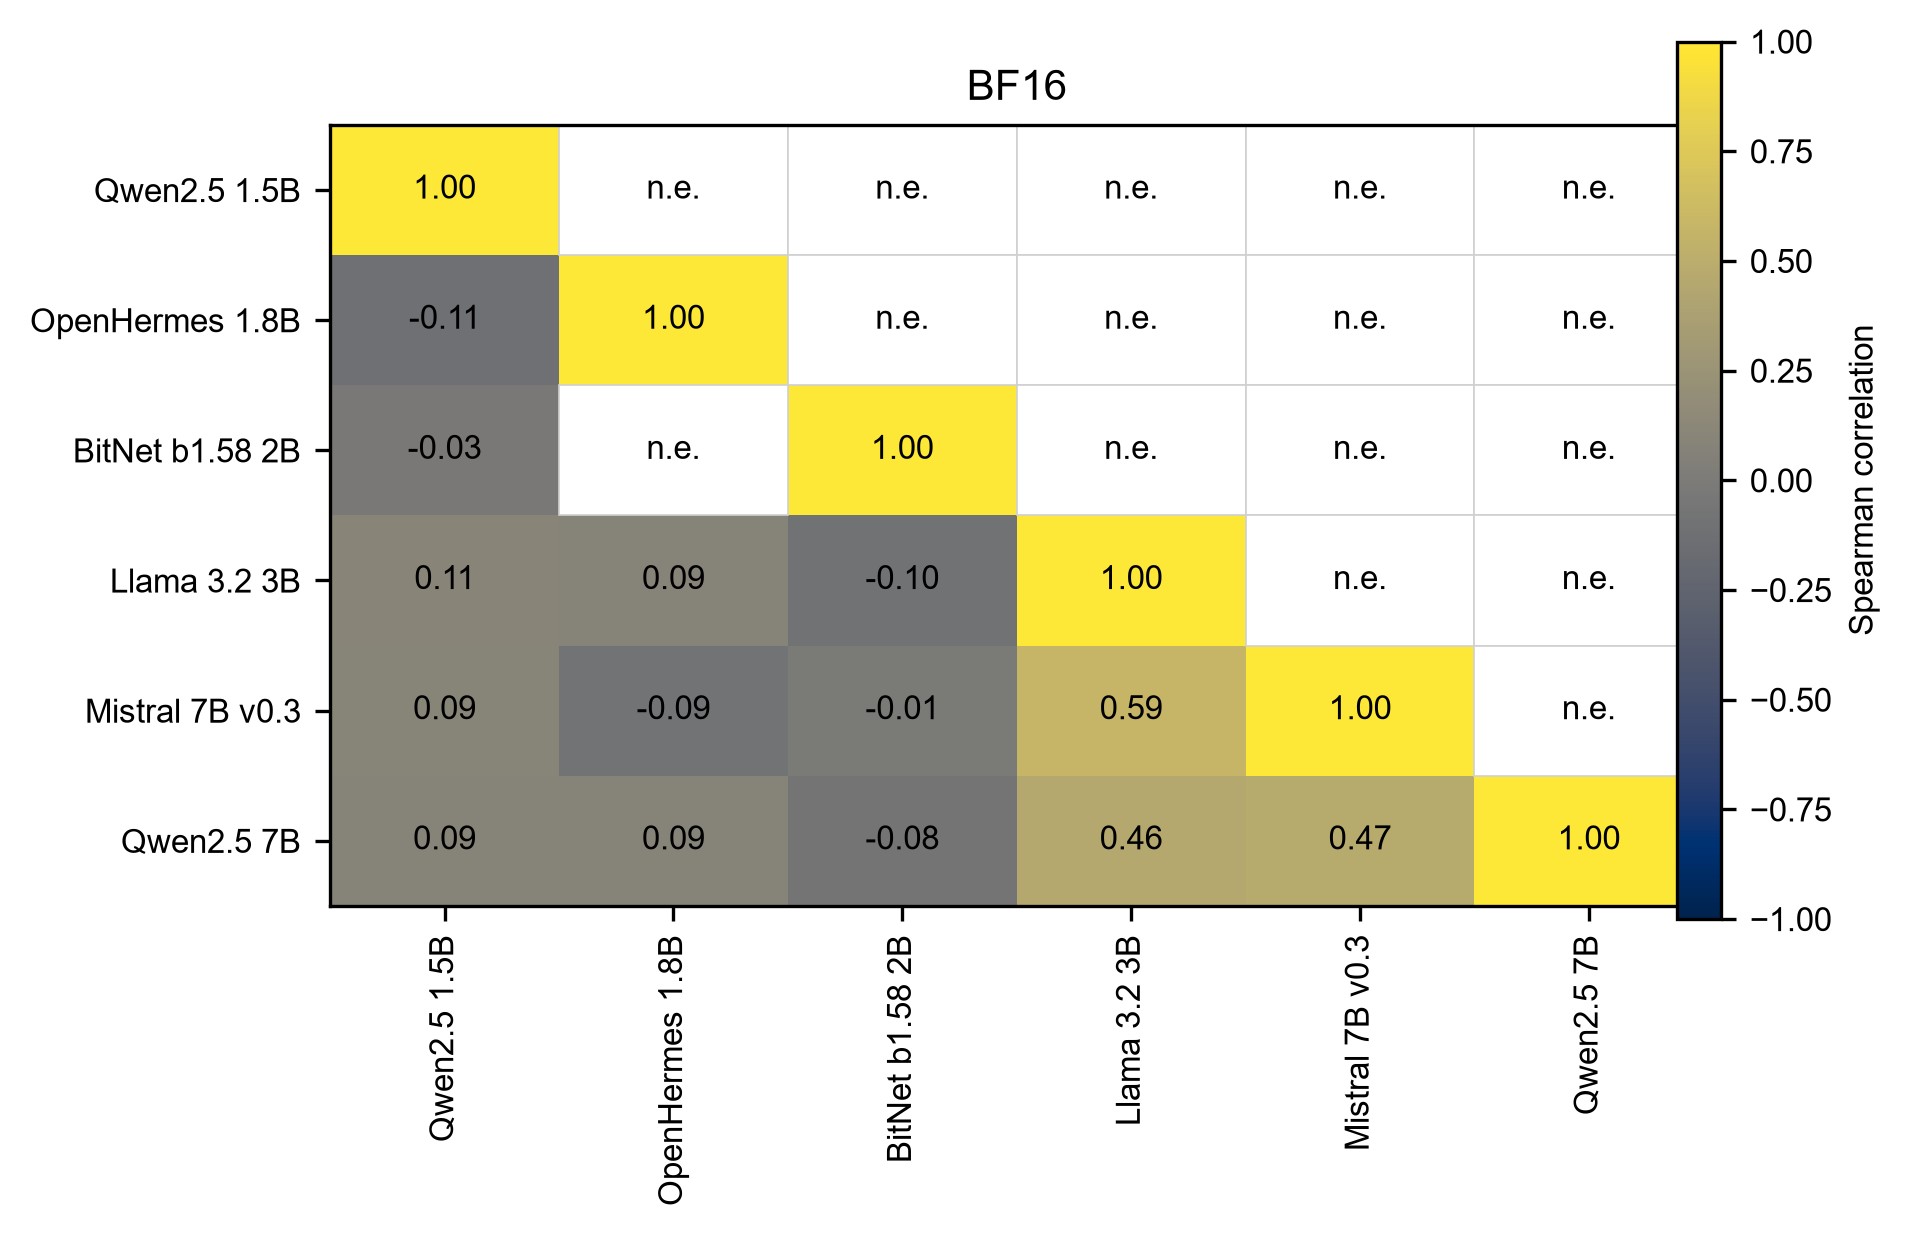 BF16
Qwen2.5 1.5B 1.00 n.e. n.e. n.e. n.e. n.e.
OpenHermes 1.8B -0.11 1.00 n.e. n.e. n.e. n.e.
BitNet b1.58 2B -0.03 n.e. 1.00 n.e. n.e. n.e.
Llama 3.2 3B 0.11 0.09 -0.10 1.00 n.e. n.e.
Mistral 7B v0.3 0.09 -0.09 -0.01 0.59 1.00 n.e.
Qwen2.5 7B 0.09 0.09 -0.08 0.46 0.47 1.00
Qwen2.5 1.5B
OpenHermes 1.8B
BitNet b1.58 2B
Llama 3.2 3B
Mistral 7B v0.3
Qwen2.5 7B
1.00
0.75
0.50
0.25
0.00
−0.25
−0.50
−0.75
−1.00
Spearman correlation